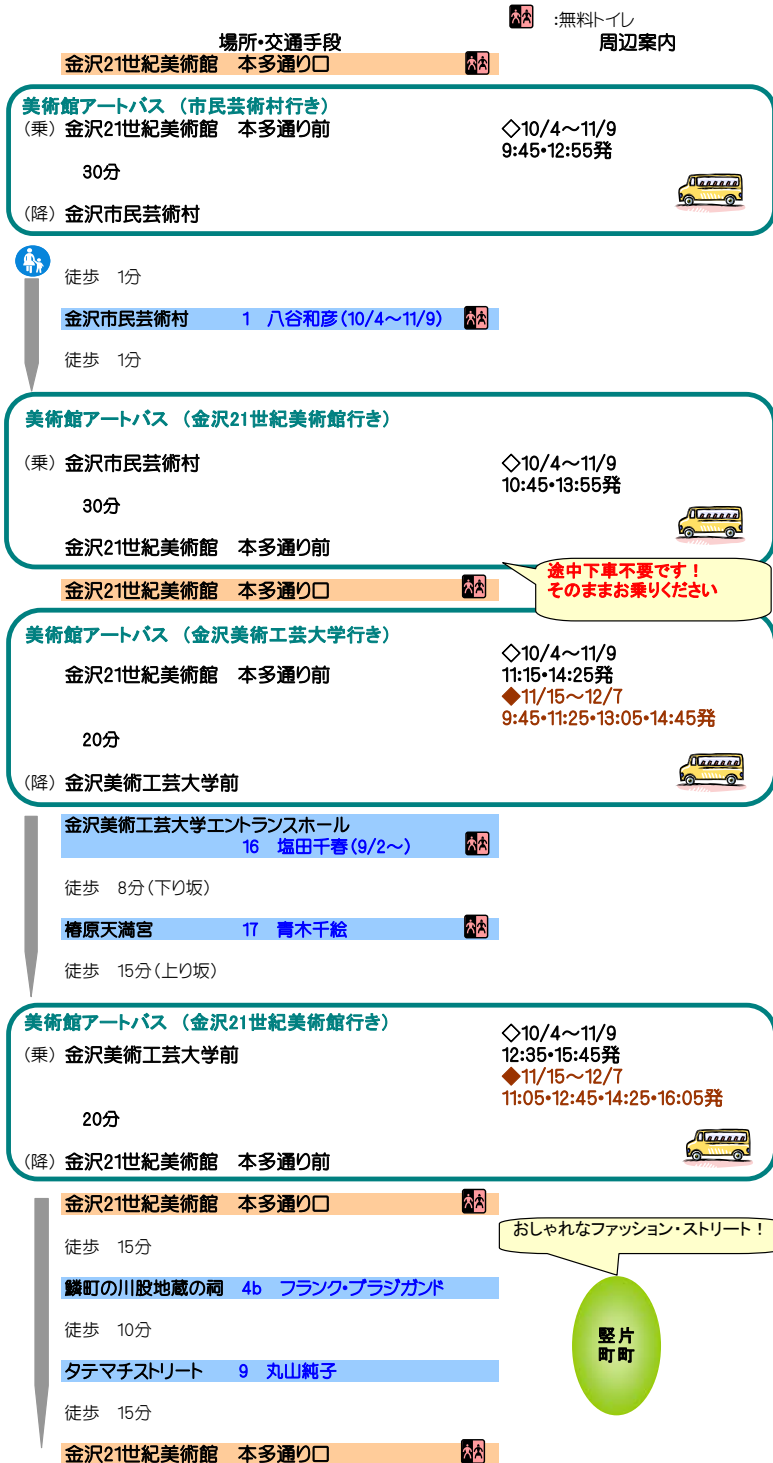 :無料トイレ
場所・交通手段
周辺案内
金沢21世紀美術館 本多通り口
美術館アートバス (市民芸術村行き)
(乗) 金沢21世紀美術館 本多通り前
◇10/4~11/9
9:45・12:55発
30分
(降) 金沢市民芸術村
徒歩 1分
金沢市民芸術村 1 八谷和彦(10/4~11/9)
徒歩 1分
美術館アートバス (金沢21世紀美術館行き)
(乗) 金沢市民芸術村
◇10/4~11/9
10:45・13:55発
30分
金沢21世紀美術館 本多通り前
途中下車不要です!
そのままお乗りください
金沢21世紀美術館 本多通り口
美術館アートバス (金沢美術工芸大学行き)
金沢21世紀美術館 本多通り前
◇10/4~11/9
11:15・14:25発
◆11/15~12/7
9:45・11:25・13:05・14:45発
20分
(降) 金沢美術工芸大学前
金沢美術工芸大学エントランスホール
16 塩田千春(9/2~)
徒歩 8分(下り坂)
椿原天満宮 17 青木千絵
徒歩 15分(上り坂)
美術館アートバス (金沢21世紀美術館行き)
(乗) 金沢美術工芸大学前
◇10/4~11/9
12:35・15:45発
◆11/15~12/7
11:05・12:45・14:25・16:05発
20分
(降) 金沢21世紀美術館 本多通り前
金沢21世紀美術館 本多通り口
おしゃれなファッション・ストリート!
徒歩 15分
鱗町の川股地蔵の祠 4b フランク・ブラジガンド
徒歩 10分
竪片
町町
タテマチストリート 9 丸山純子
徒歩 15分
金沢21世紀美術館 本多通り口